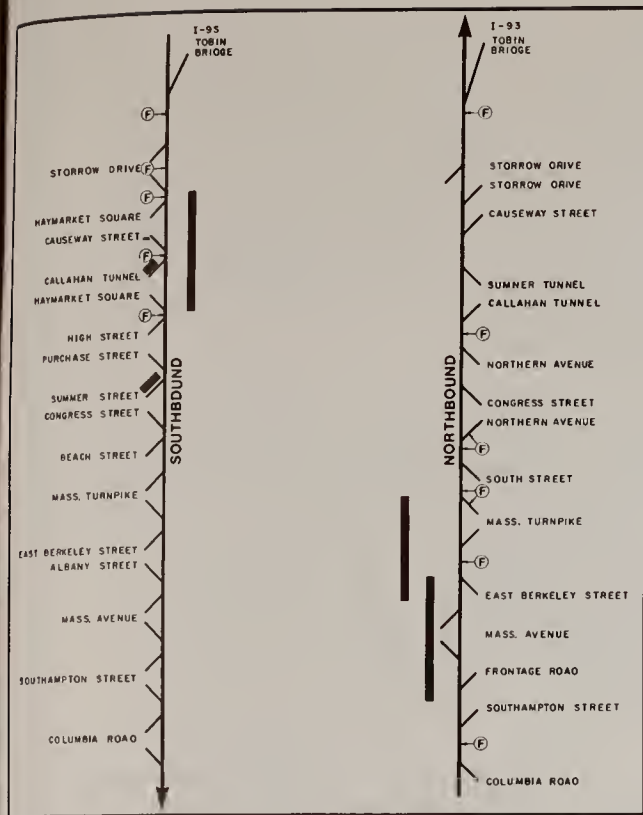 I-95
TOBIN
BRIDGE
F
STORROW DRIVE
F
F
HAYMARKET SQUARE
CAUSEWAY STREET
F
CALLAHAN TUNNEL
HAYMARKET SQUARE
F
HIGH STREET
PURCHASE STREET
SUMMER STREET
CONGRESS STREET
BEACH STREET
MASS. TURNPIKE
EAST BERKELEY STREET
ALBANY STREET
MASS. AVENUE
SOUTHAMPTON STREET
COLUMBIA ROAD
SOUTHBOUND
I-93
TOBIN
BRIDGE
F
STORROW DRIVE
STORROW DRIVE
CAUSEWAY STREET
SUMNER TUNNEL
CALLAHAN TUNNEL
F
NORTHERN AVENUE
CONGRESS STREET
NORTHERN AVENUE
F
SOUTH STREET
F
MASS. TURNPIKE
F
EAST BERKELEY STREET
MASS. AVENUE
FRONTAGE ROAD
SOUTHAMPTON STREET
F
COLUMBIA ROAD
NORTHBOUND